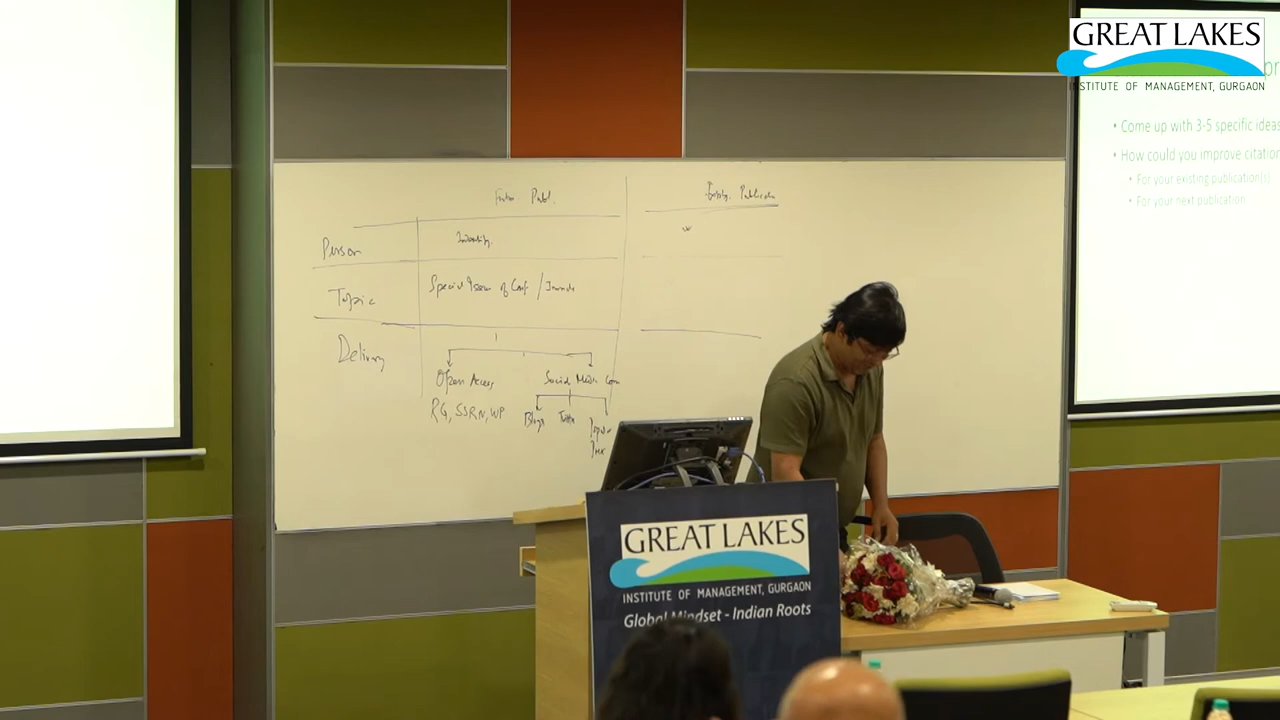 GREAT LAKES
INSTITUTE OF MANAGEMENT, GURGAON
• Come up with 3-5 specific ideas
• How could you improve citation
• For your existing publication(s)
• For your next publication
Publ.
Person
Topic
Special Issue of Conf /
Delivery
Open Access
Social Media
RG, SSRN, WP
Blogs
GREAT LAKES
INSTITUTE OF MANAGEMENT, GURGAON
Global Mindset - Indian Roots